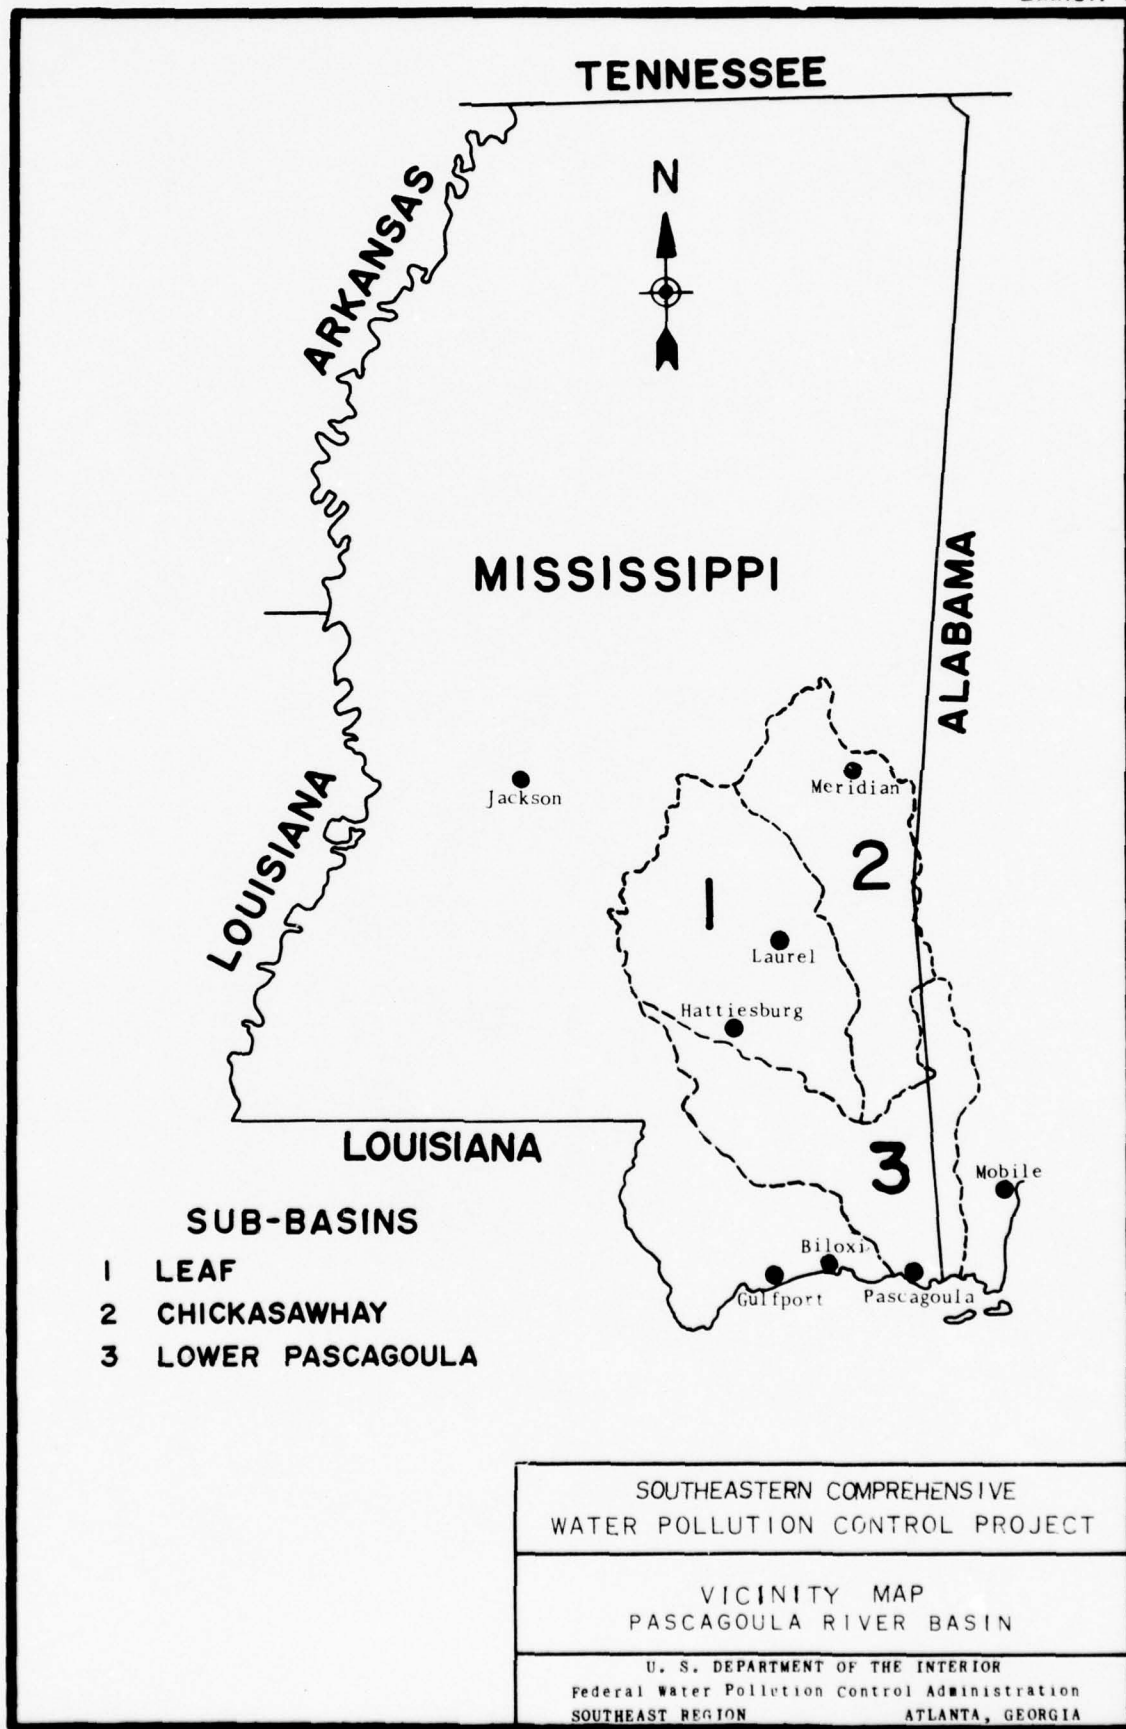 TENNESSEE
N
ARKANSAS
MISSISSIPPI
ALABAMA
LOUISIANA
Jackson
Meridian
2
1
Laurel
Hattiesburg
LOUISIANA
3
Mobile
Biloxi
Gulfport
Pascagoula
SUB-BASINS
1 LEAF
2 CHICKASAWHAY
3 LOWER PASCAGOULA
SOUTHEASTERN COMPREHENSIVE
WATER POLLUTION CONTROL PROJECT
VICINITY MAP
PASCAGOULA RIVER BASIN
U. S. DEPARTMENT OF THE INTERIOR
Federal Water Pollution Control Administration
SOUTHEAST REGION ATLANTA, GEORGIA